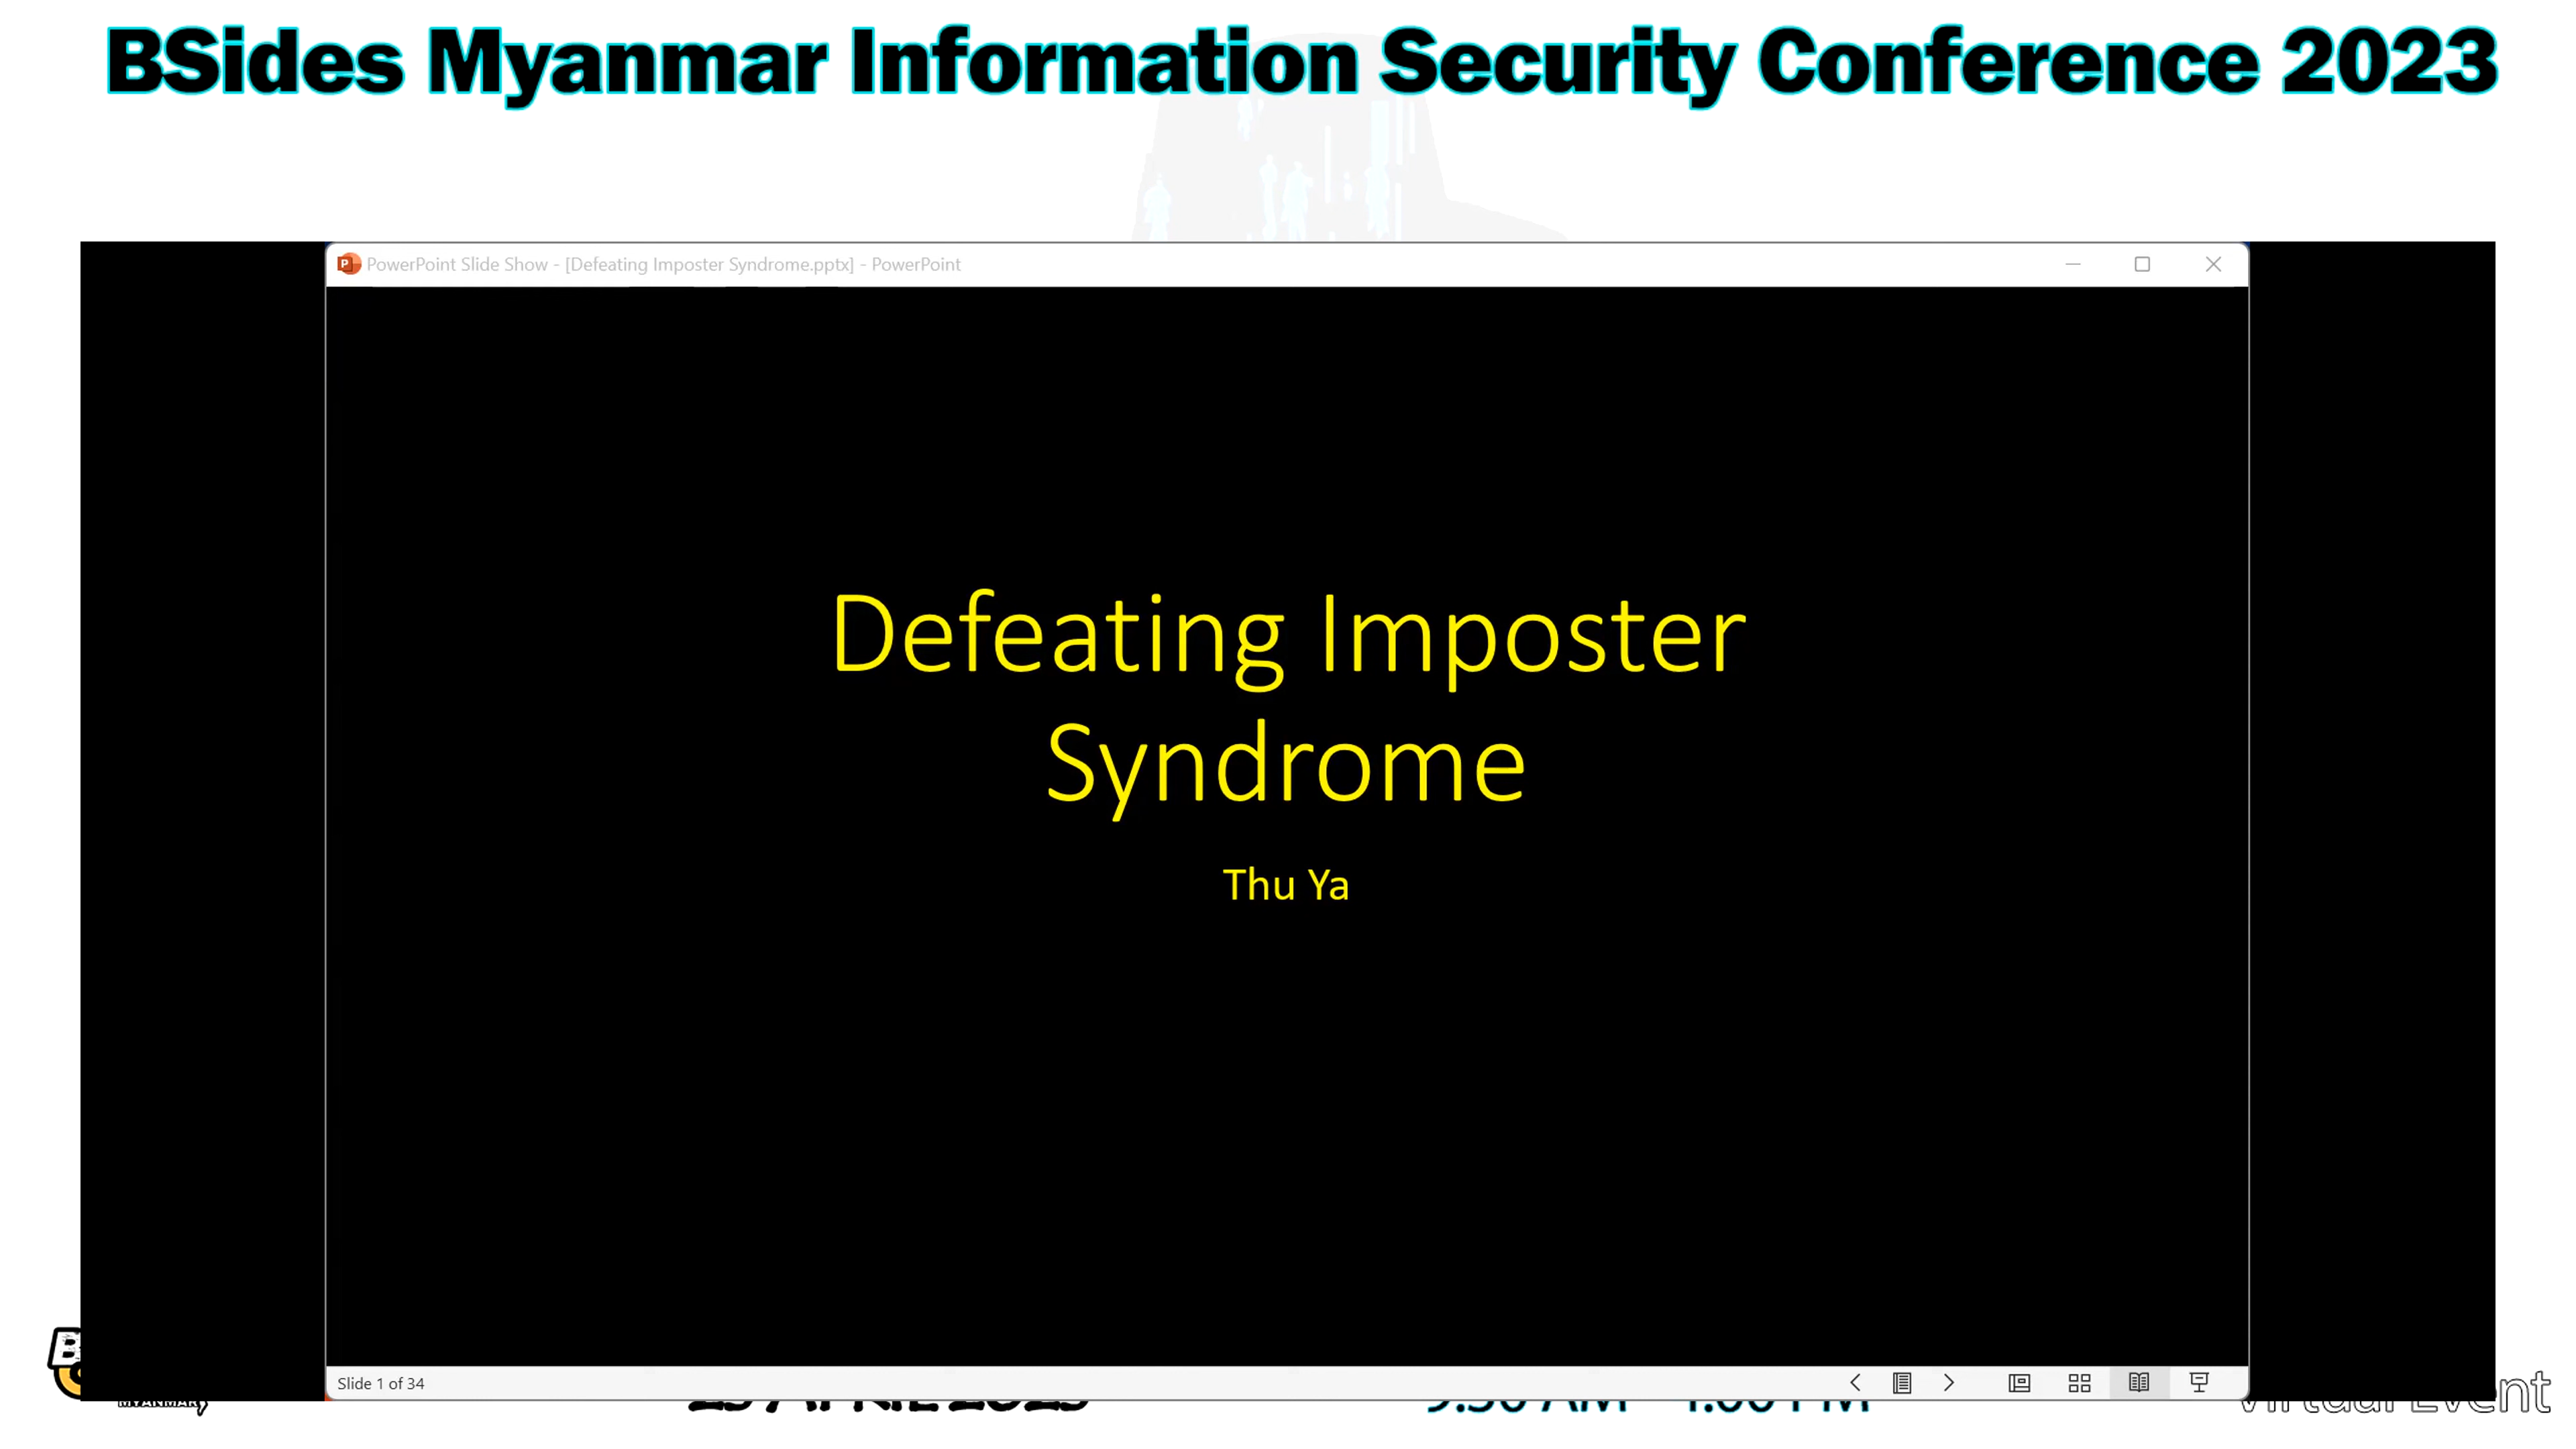 BSides Myanmar Information Security Conference 2023
PowerPoint Slide Show - [Defeating Imposter Syndrome.pptx] - PowerPoint
Defeating Imposter
Syndrome
Thu Ya
Slide 1 of 34
MYANMAR